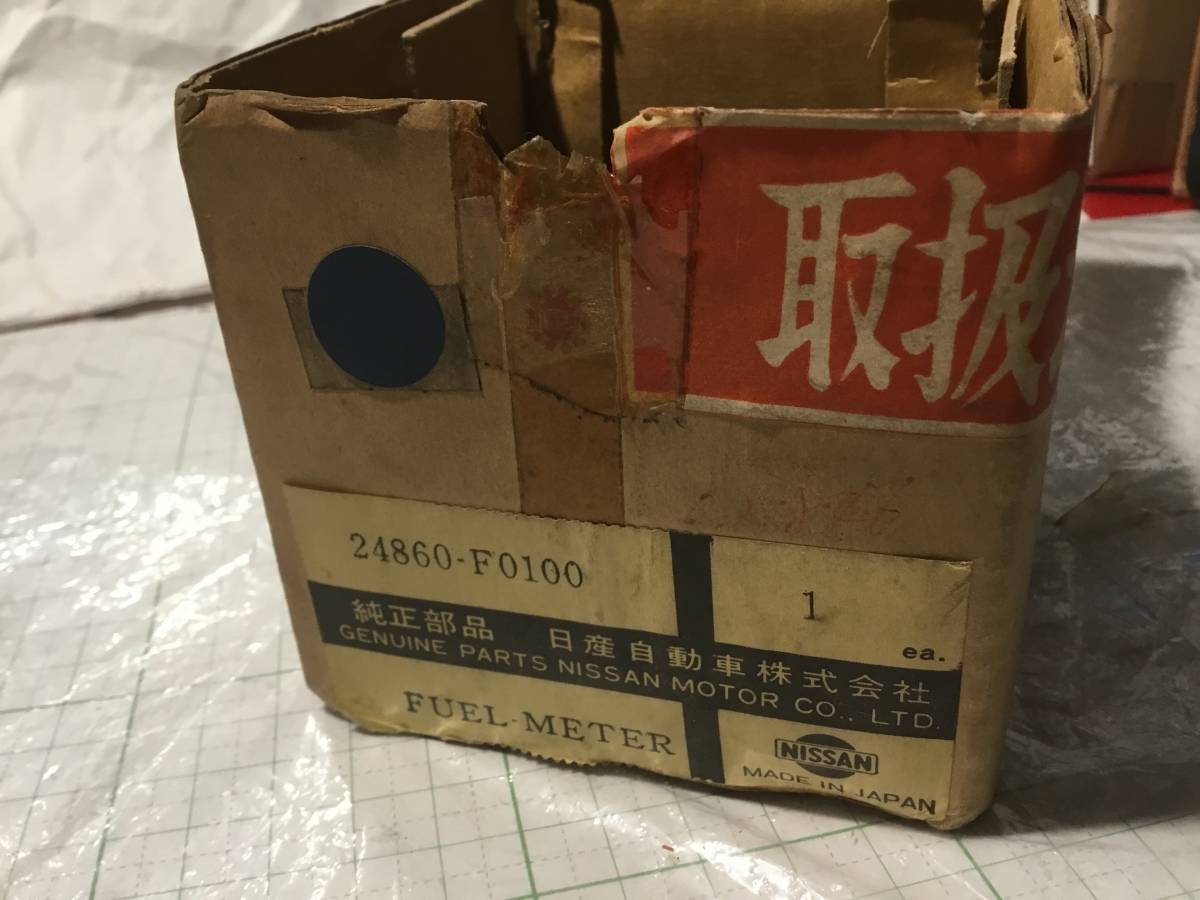 取扱
24860-F0100
1
ea.
純正部品 日産自動車株式会社
GENUINE PARTS NISSAN MOTOR CO., LTD.
FUEL-METER
NISSAN
MADE IN JAPAN